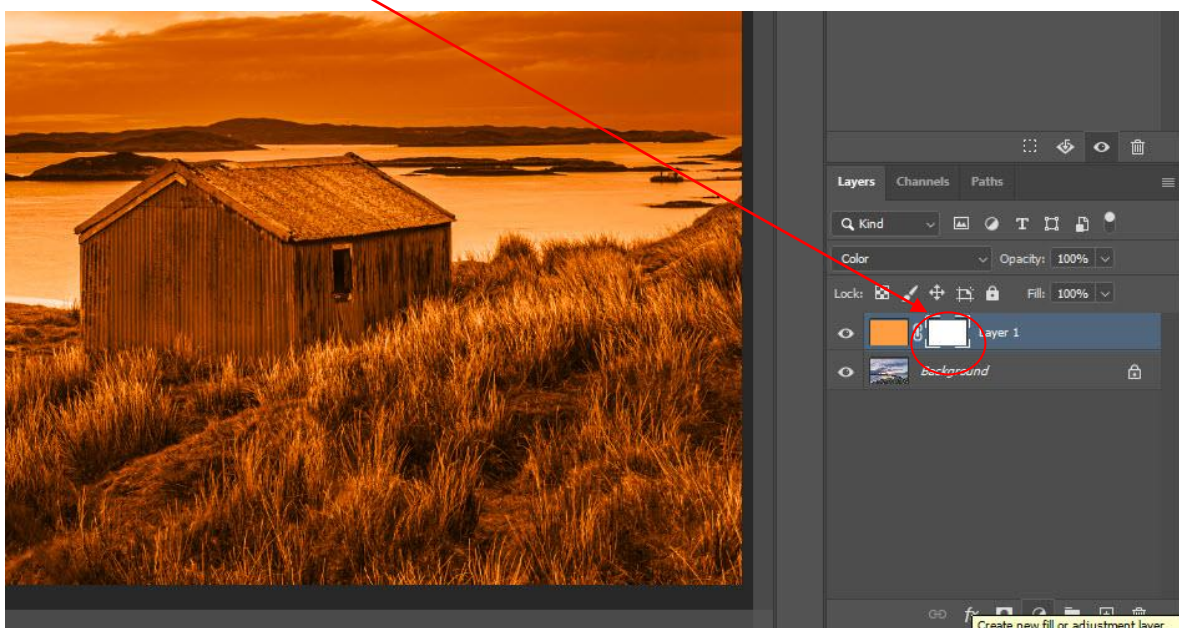 Layers Channels Paths
Kind
Color Opacity: 100%
Lock: Fill: 100%
Layer 1
Background
fx
Create new fill or adjustment layer